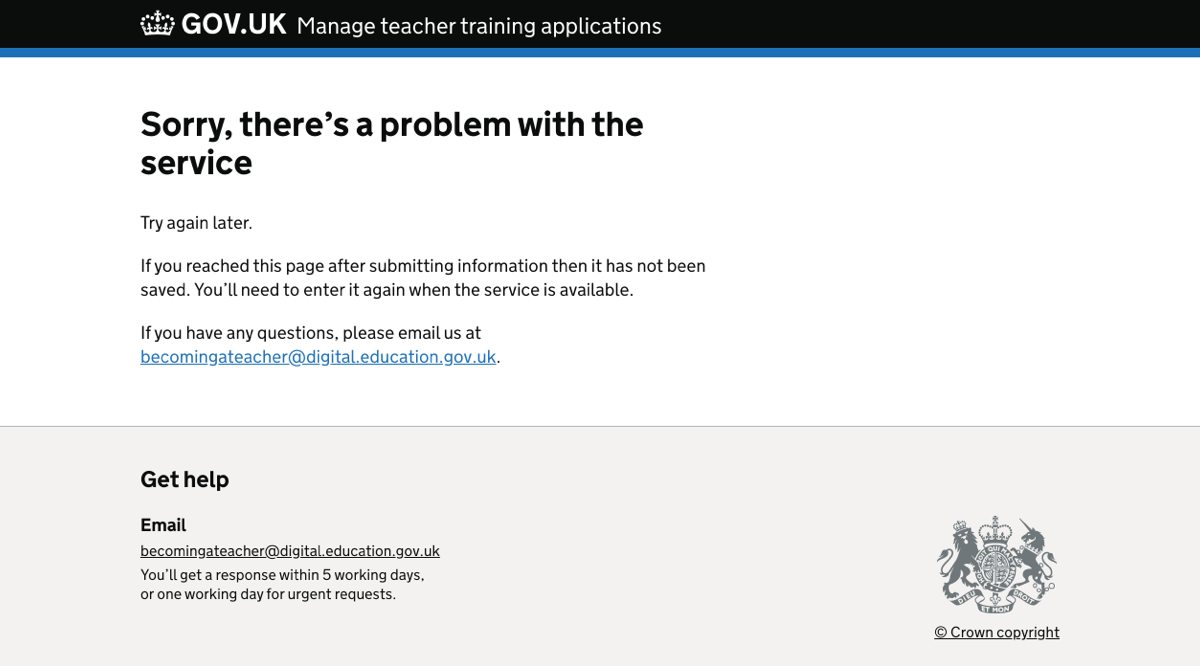 GOV.UK Manage teacher training applications
Sorry, there’s a problem with the
service
Try again later.
If you reached this page after submitting information then it has not been
saved. You’ll need to enter it again when the service is available.
If you have any questions, please email us at
becomingateacher@digital.education.gov.uk.
Get help
Email
becomingateacher@digital.education.gov.uk
You’ll get a response within 5 working days,
or one working day for urgent requests.
DIEU ET MON DROIT
© Crown copyright